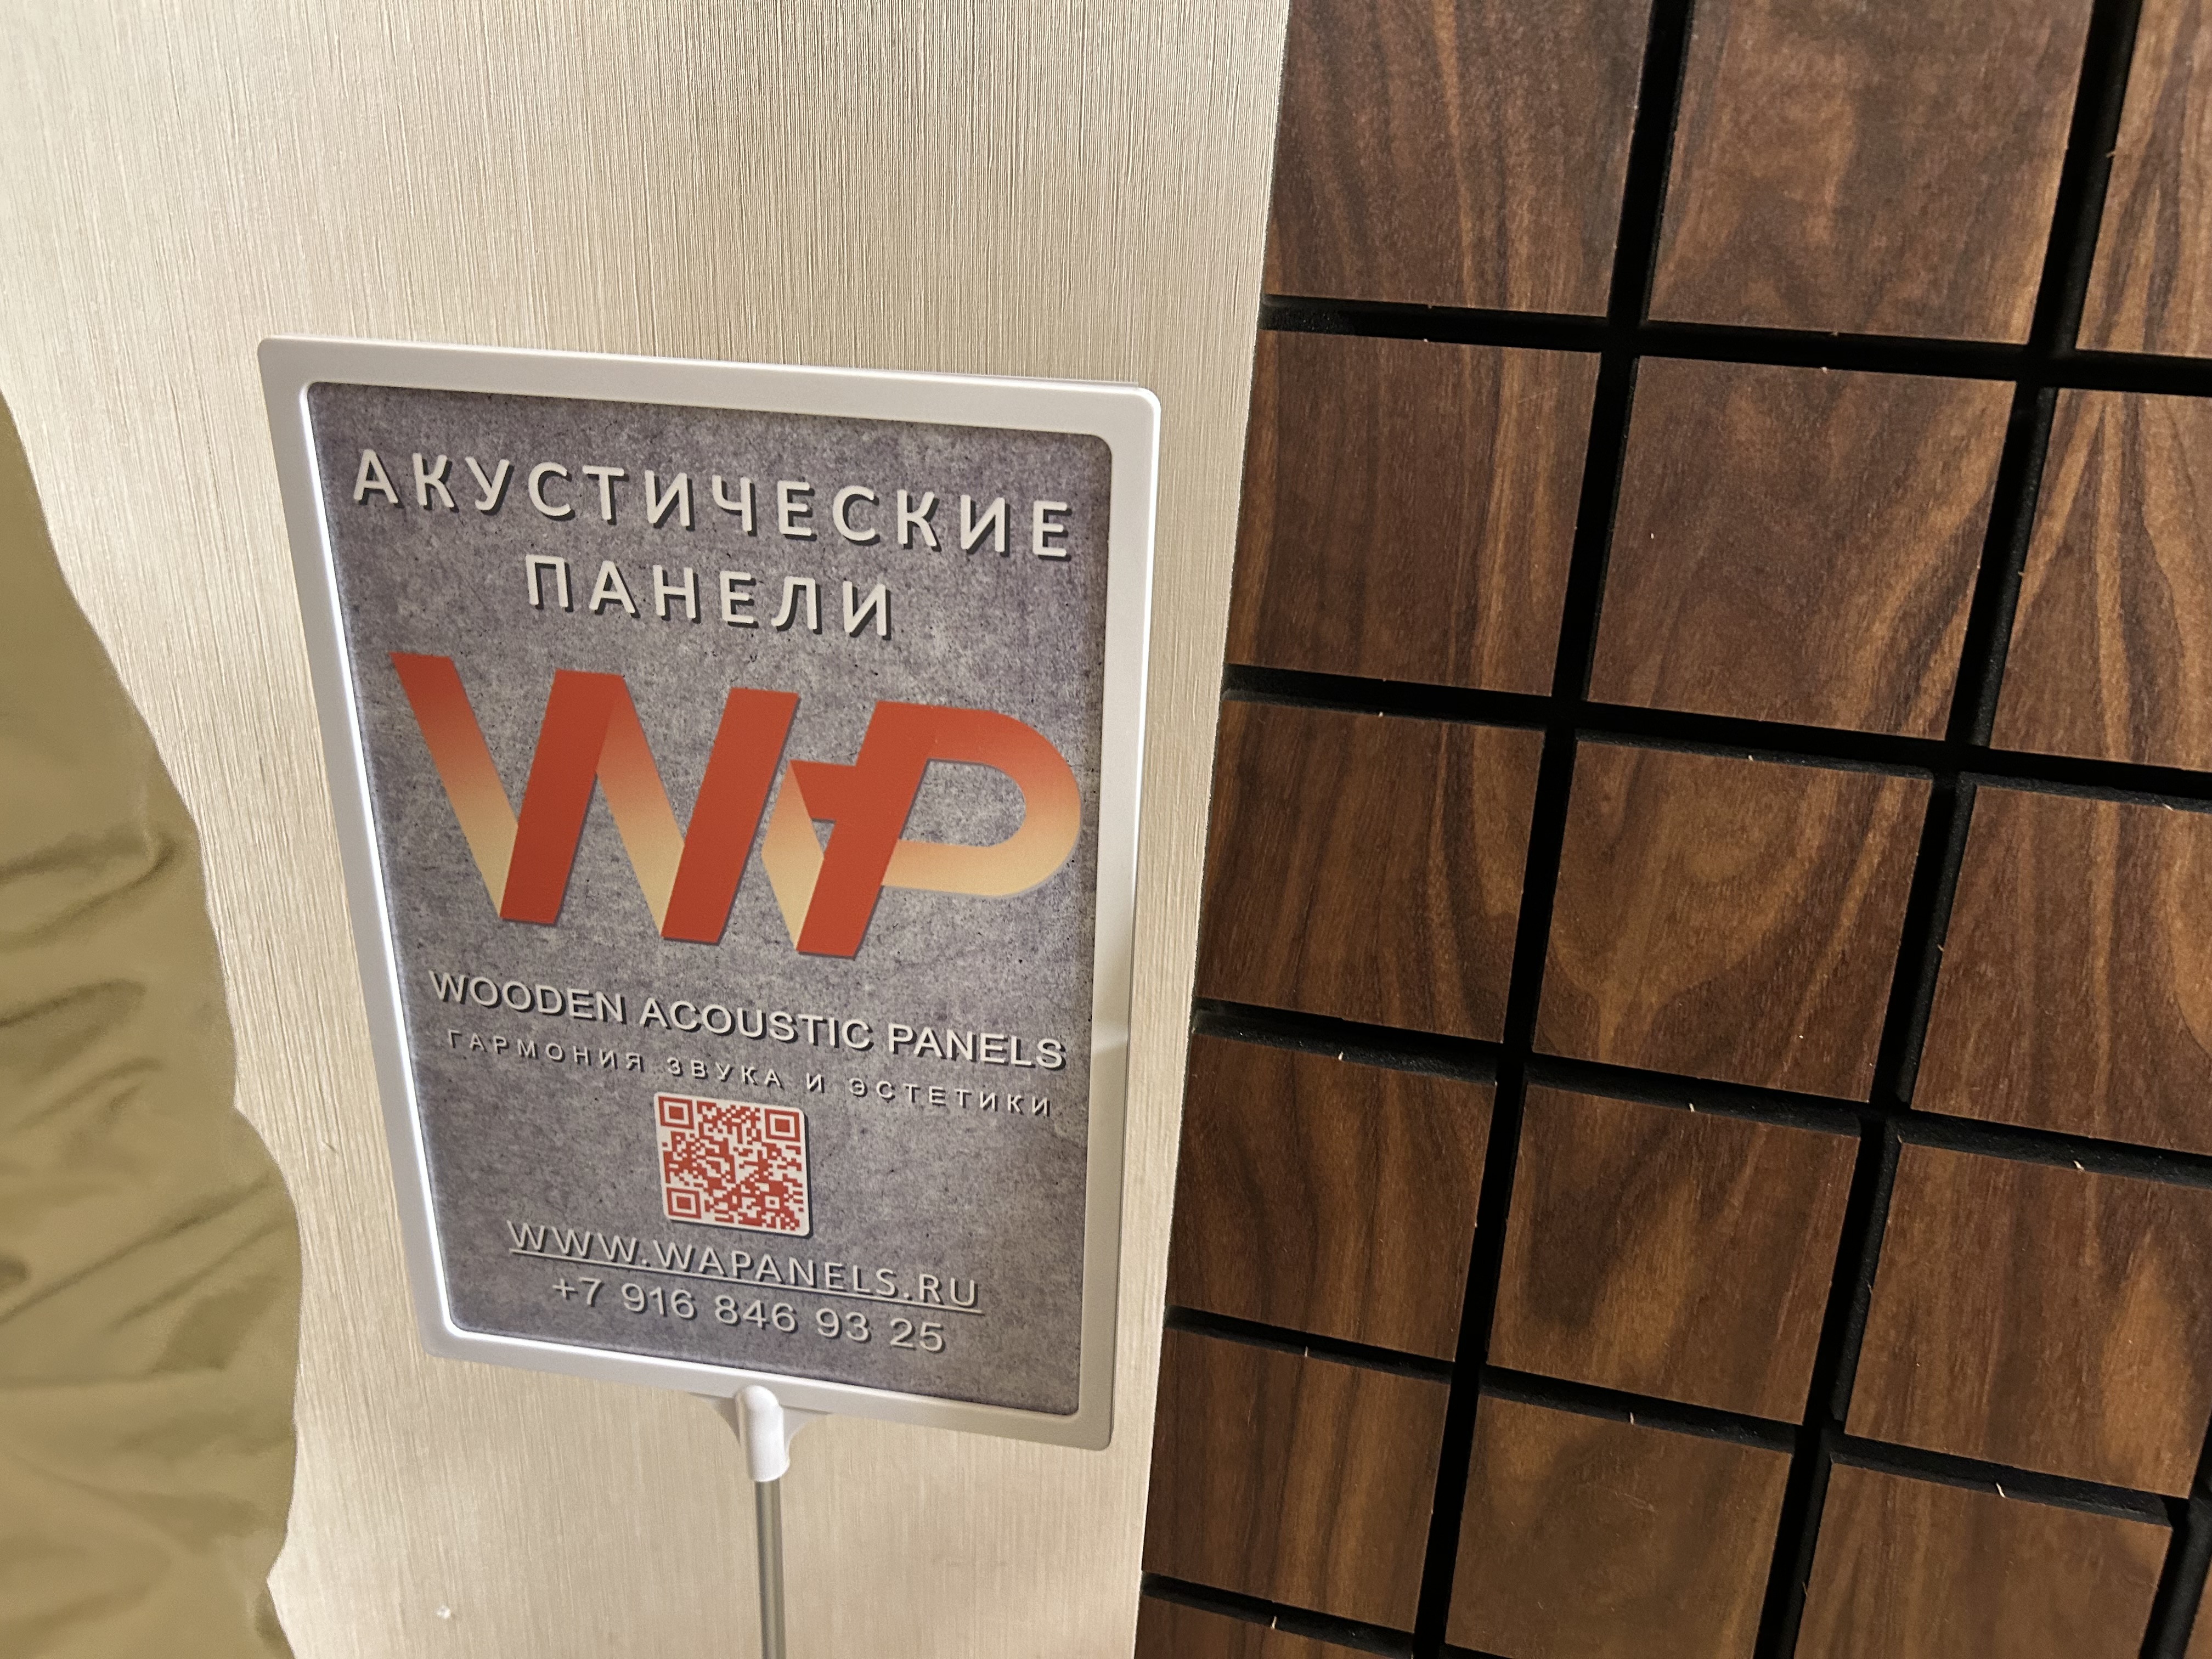 АКУСТИЧЕСКИЕ
ПАНЕЛИ
WAP
WOODEN ACOUSTIC PANELS
ГАРМОНИЯ ЗВУКА И ЭСТЕТИКИ
WWW.WAPANELS.RU
+7 916 846 93 25